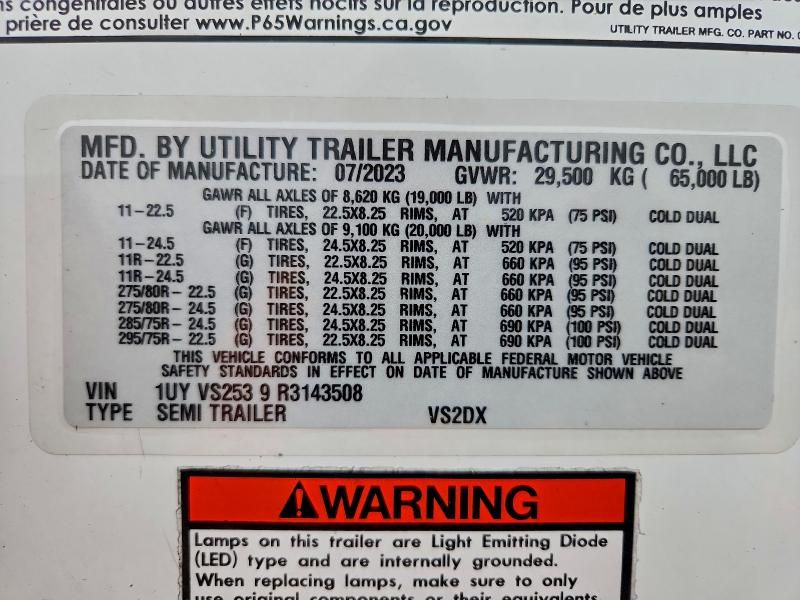 congénitales ou autres effets nocifs sur la reproduction. Pour de plus amples
prière de consulter www.P65Warnings.ca.gov
UTILITY TRAILER MFG. CO. PART NO.
MFD. BY UTILITY TRAILER MANUFACTURING CO., LLC
DATE OF MANUFACTURE: 07/2023 GVWR: 29,500 KG ( 65,000 LB)
GAWR ALL AXLES OF 8,620 KG (19,000 LB) WITH
11-22.5 (F) TIRES, 22.5X8.25 RIMS, AT 520 KPA (75 PSI) COLD DUAL
GAWR ALL AXLES OF 9,100 KG (20,000 LB) WITH
11-24.5 (F) TIRES, 24.5X8.25 RIMS, AT 520 KPA (75 PSI) COLD DUAL
11R-22.5 (G) TIRES, 22.5X8.25 RIMS, AT 660 KPA (95 PSI) COLD DUAL
11R-24.5 (G) TIRES, 24.5X8.25 RIMS, AT 660 KPA (95 PSI) COLD DUAL
275/80R-22.5 (G) TIRES, 22.5X8.25 RIMS, AT 660 KPA (95 PSI) COLD DUAL
275/80R-24.5 (G) TIRES, 24.5X8.25 RIMS, AT 660 KPA (95 PSI) COLD DUAL
285/75R-24.5 (G) TIRES, 24.5X8.25 RIMS, AT 690 KPA (100 PSI) COLD DUAL
295/75R-22.5 (G) TIRES, 22.5X8.25 RIMS, AT 690 KPA (100 PSI) COLD DUAL
THIS VEHICLE CONFORMS TO ALL APPLICABLE FEDERAL MOTOR VEHICLE
SAFETY STANDARDS IN EFFECT ON DATE OF MANUFACTURE SHOWN ABOVE
VIN 1UY VS253 9 R3143508
TYPE SEMI TRAILER VS2DX
WARNING
Lamps on this trailer are Light Emitting Diode
(LED) type and are internally grounded.
When replacing lamps, make sure to only
use original components or their equivalents